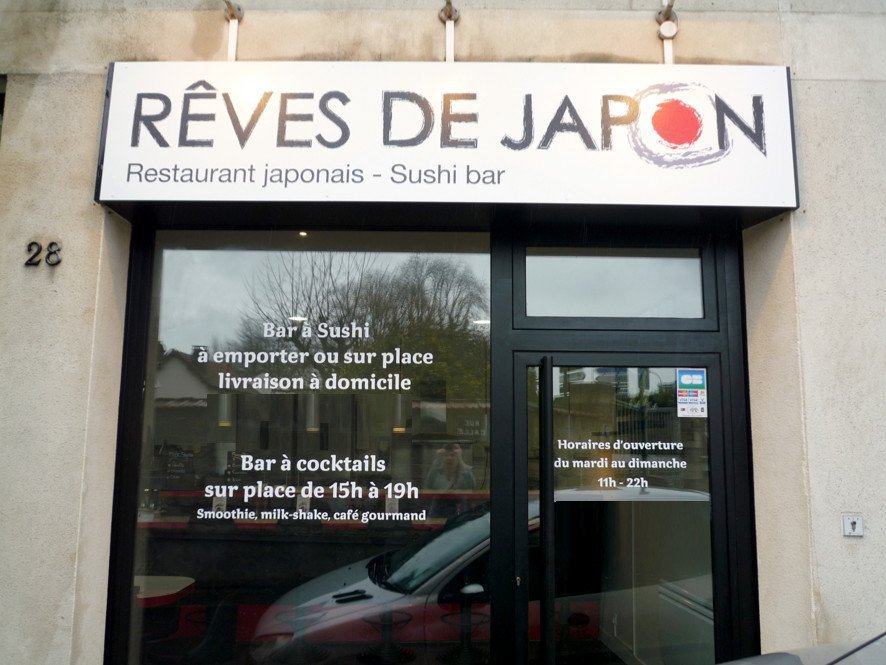 RÊVES DE JAPON
Restaurant japonais - Sushi bar
28
Bar à Sushi
à emporter ou sur place
livraison à domicile
Bar à cocktails
sur place de 15h à 19h
Smoothie, milk-shake, café gourmand
CB
Horaires d'ouverture
du mardi au dimanche
11h - 22h